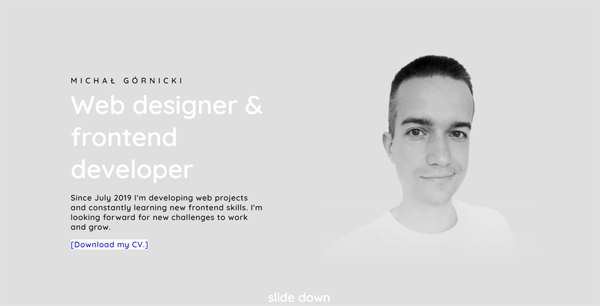 MICHAŁ GÓRNICKI
Web designer &
frontend
developer
Since July 2019 I'm developing web projects
and constantly learning new frontend skills. I'm
looking forward for new challenges to work
and grow.
[Download my CV.]
slide down